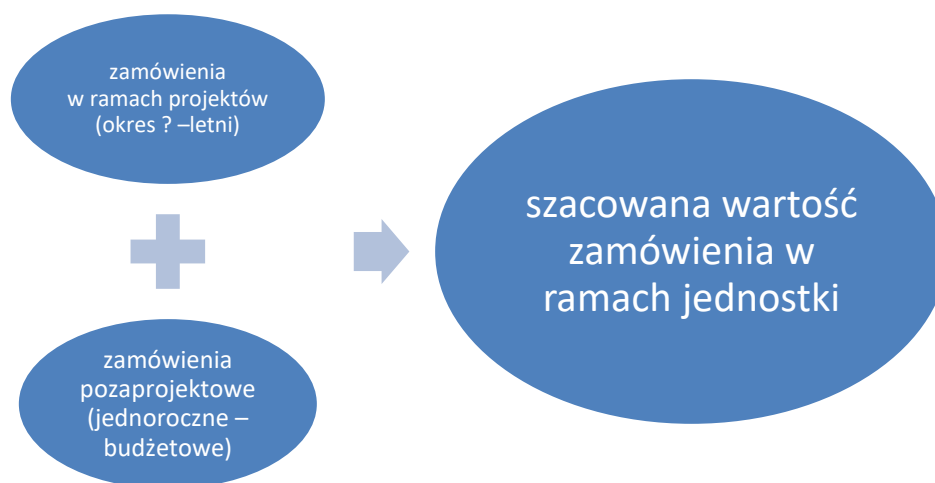 zamówienia
w ramach projektów
(okres ? –letni)
zamówienia
pozaprojektowe
(jednoroczne –
budżetowe)
szacowana wartość
zamówienia w
ramach jednostki